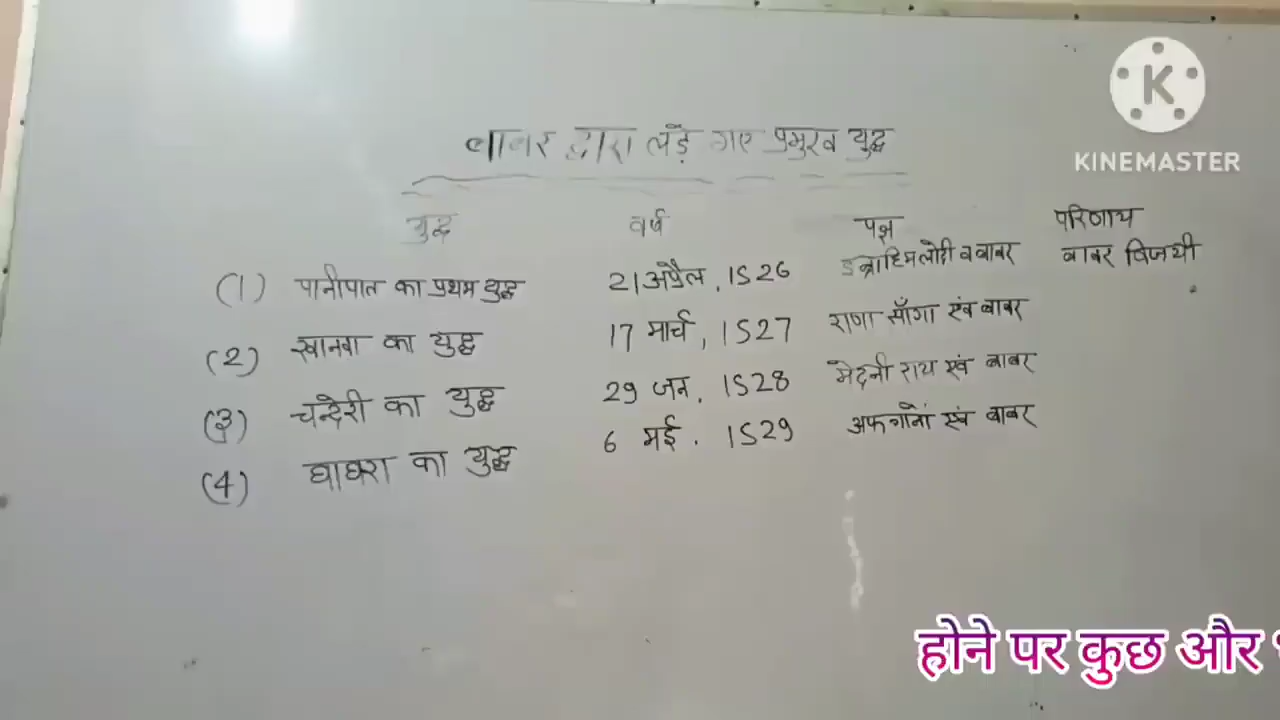 K
KINEMASTER
बाबर द्वारा लड़े गए प्रमुख युद्ध
युद्ध वर्ष पक्ष परिणाम
(1) पानीपात का प्रथम युद्ध 21 अप्रैल, 1526 इब्राहिम लोदी व बाबर बाबर विजयी
(2) खानवा का युद्ध 17 मार्च, 1527 राणा साँगा एंव बाबर
(3) चन्देरी का युद्ध 29 जन, 1528 मेदनी राय एवं बाबर
(4) घाघरा का युद्ध 6 मई. 1529 अफगानों एवं बाबर
होने पर कुछ और